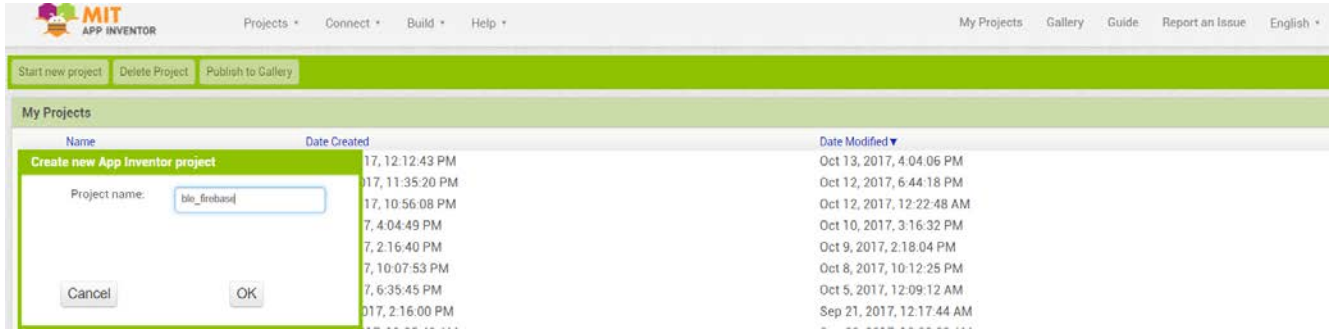 MIT
APP INVENTOR
Projects Connect Build Help My Projects Gallery Guide Report an Issue English
Start new project Delete Project Publish to Gallery
My Projects
Name Date Created Date Modified ▼
Create new App Inventor project
Project name: ble_firebase
Cancel OK
17, 12:12:43 PM Oct 13, 2017, 4:04:06 PM
17, 11:35:20 PM Oct 12, 2017, 6:44:18 PM
17, 10:56:08 PM Oct 12, 2017, 12:22:48 AM
7, 4:04:49 PM Oct 10, 2017, 3:16:32 PM
7, 2:16:40 PM Oct 9, 2017, 2:18:04 PM
7, 10:07:53 PM Oct 8, 2017, 10:12:25 PM
7, 6:35:45 PM Oct 5, 2017, 12:09:12 AM
017, 2:16:00 PM Sep 21, 2017, 12:17:44 AM